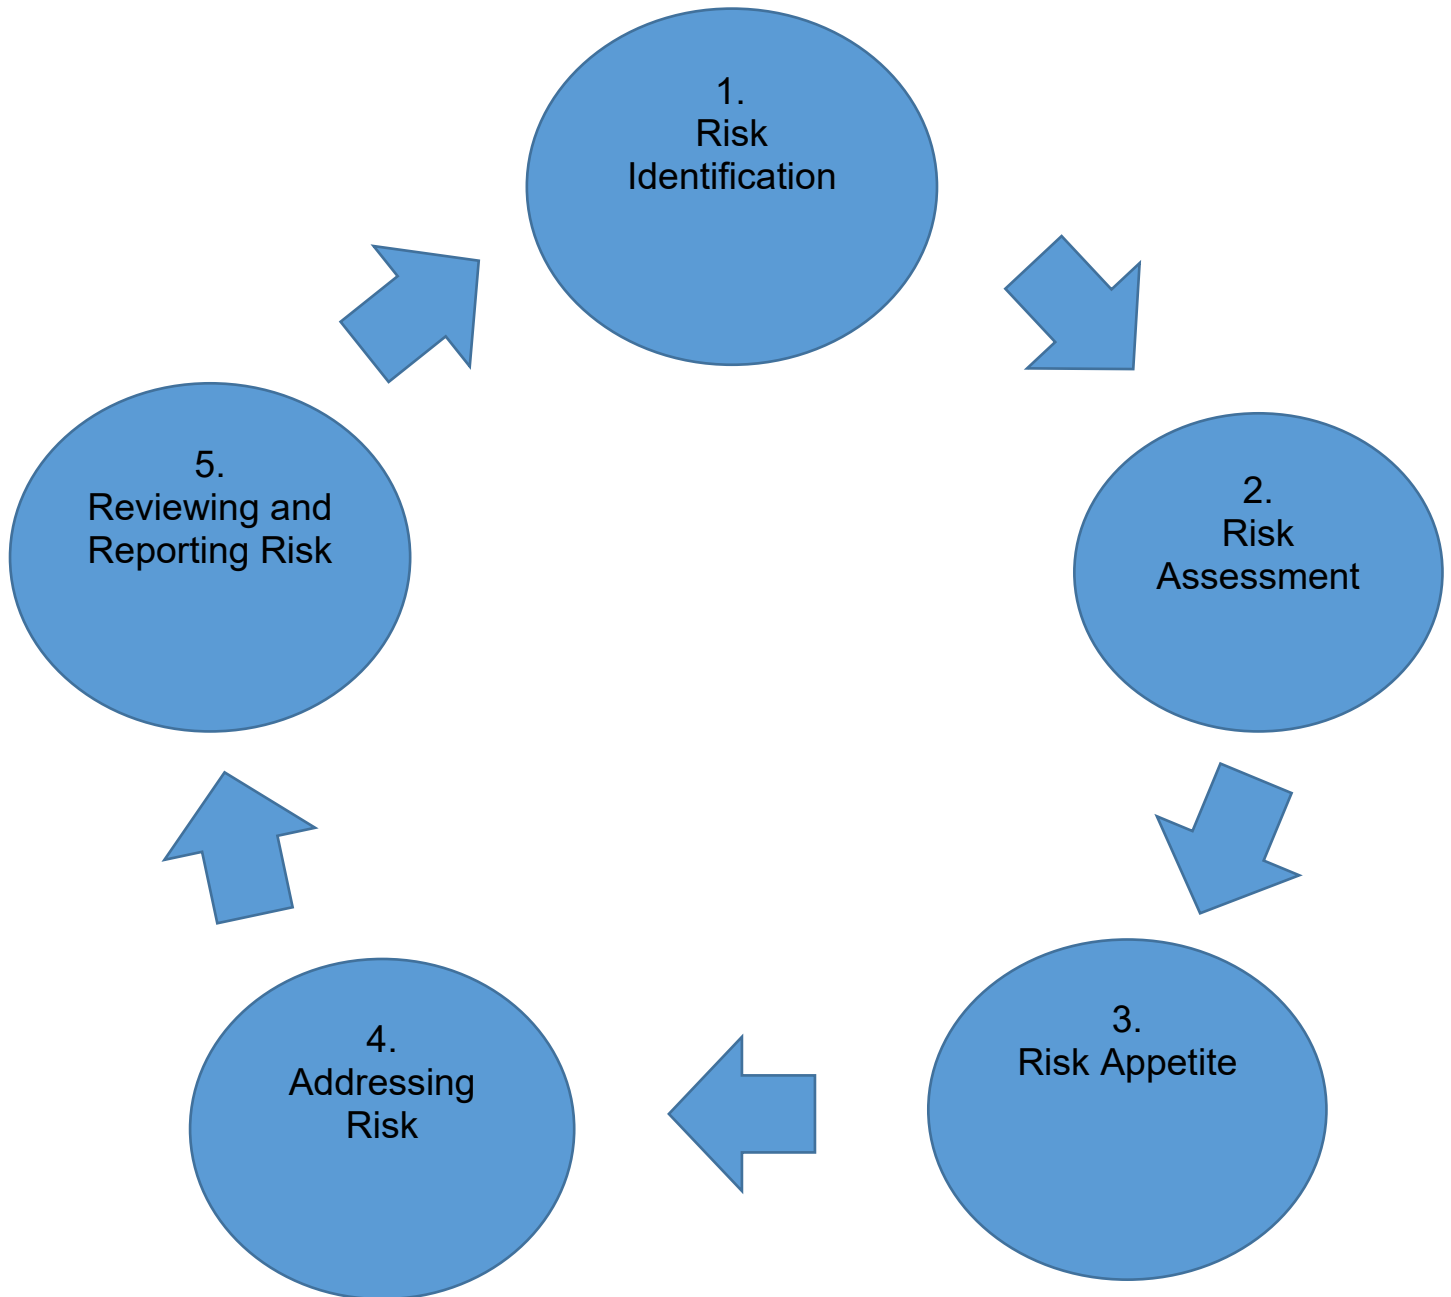 1.
Risk
Identification
2.
Risk
Assessment
3.
Risk Appetite
4.
Addressing
Risk
5.
Reviewing and
Reporting Risk